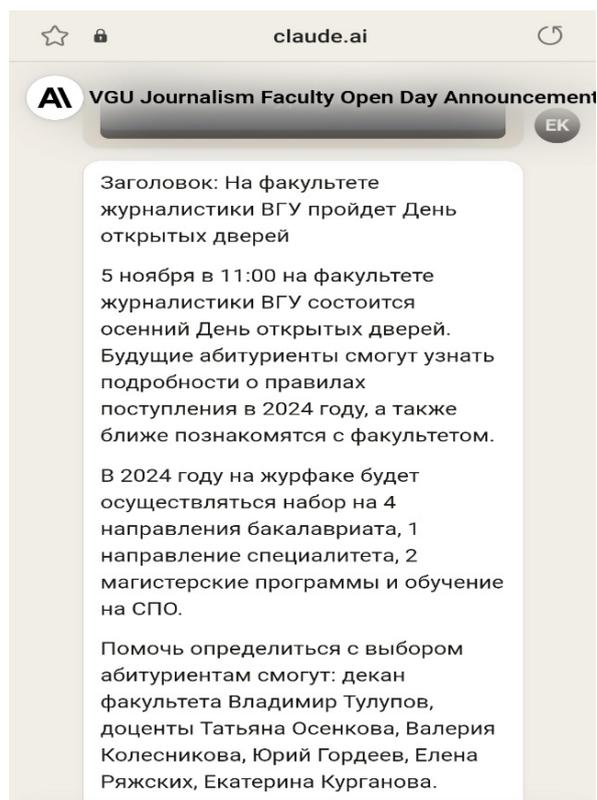 claude.ai
VGU Journalism Faculty Open Day Announcement
EK
Заголовок: На факультете
журналистики ВГУ пройдет День
открытых дверей
5 ноября в 11:00 на факультете
журналистики ВГУ состоится
осенний День открытых дверей.
Будущие абитуриенты смогут узнать
подробности о правилах
поступления в 2024 году, а также
ближе познакомятся с факультетом.
В 2024 году на журфаке будет
осуществляться набор на 4
направления бакалавриата, 1
направление специалитета, 2
магистерские программы и обучение
на СПО.
Помочь определиться с выбором
абитуриентам смогут: декан
факультета Владимир Тулупов,
доценты Татьяна Осенкова, Валерия
Колесникова, Юрий Гордеев, Елена
Ряжских, Екатерина Курганова.